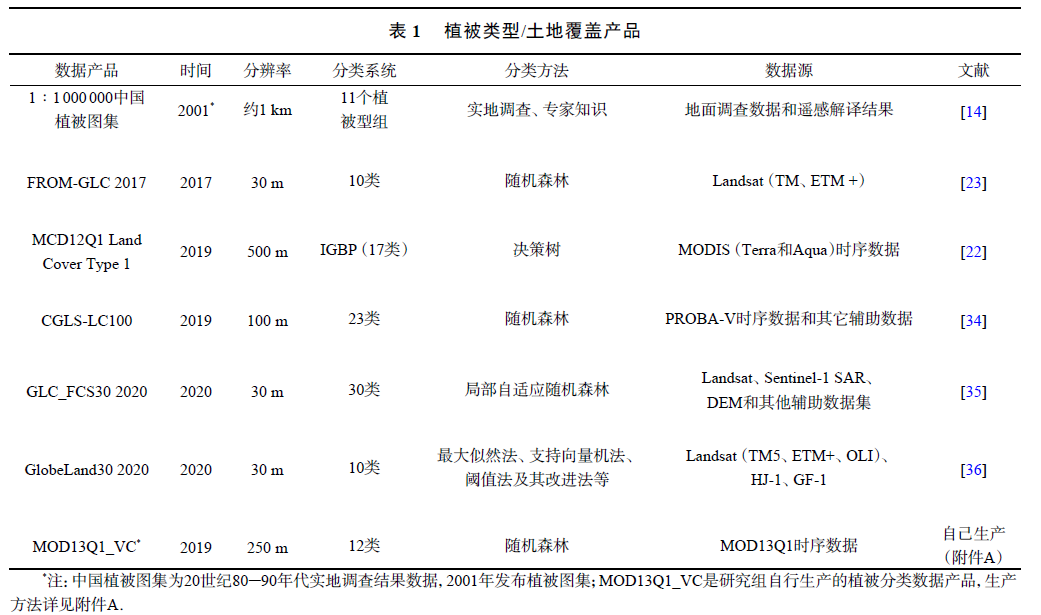 表 1 植被类型/土地覆盖产品
数据产品 时间 分辨率 分类系统 分类方法 数据源 文献
1∶1000000中国
植被图集 2001* 约1 km 11个植
被型组 实地调查、专家知识 地面调查数据和遥感解译结果 [14]
FROM-GLC 2017 2017 30 m 10类 随机森林 Landsat (TM、ETM +) [23]
MCD12Q1 Land
Cover Type 1 2019 500 m IGBP (17类) 决策树 MODIS (Terra和Aqua)时序数据 [22]
CGLS-LC100 2019 100 m 23类 随机森林 PROBA-V时序数据和其它辅助数据 [34]
GLC_FCS30 2020 2020 30 m 30类 局部自适应随机森林 Landsat、Sentinel-1 SAR、
DEM和其他辅助数据集 [35]
GlobeLand30 2020 2020 30 m 10类 最大似然法、支持向量机法、
阈值法及其改进法等 Landsat (TM5、ETM+、OLI)、
HJ-1、GF-1 [36]
MOD13Q1_VC* 2019 250 m 12类 随机森林 MOD13Q1时序数据 自己生产
(附件A)
*注: 中国植被图集为20世纪80—90年代实地调查结果数据, 2001年发布植被图集; MOD13Q1_VC是研究组自行生产的植被分类数据产品, 生产
方法详见附件A.